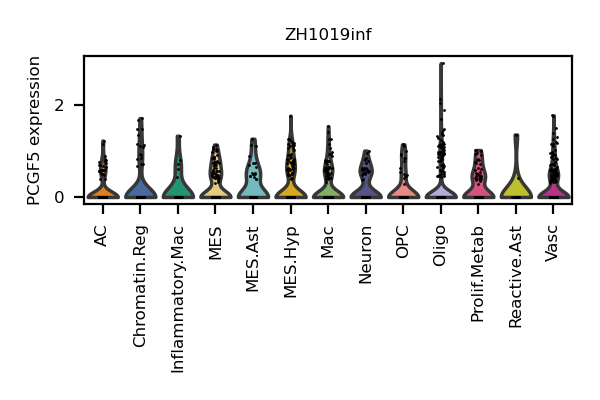 ZH1019inf
PCGF5 expression
2
0
AC
Chromatin.Reg
Inflammatory.Mac
MES
MES.Ast
MES.Hyp
Mac
Neuron
OPC
Oligo
Prolif.Metab
Reactive.Ast
Vasc